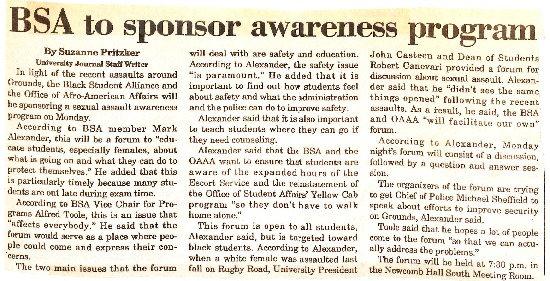 BSA to sponsor awareness program
By Suzanne Pritzker
University Journal Staff Writer
In light of the recent assaults around
Grounds, the Black Student Alliance and
the Office of Afro-American Affairs will
be sponsoring a sexual assault awareness
program on Monday.
According to BSA member Mark
Alexander, this will be a forum to "edu-
cate students, especially females, about
what is going on and what they can do to
protect themselves." He added that this
is particularly timely because many stu-
dents are out late during exam time.
According to BSA Vice Chair for Pro-
grams Alfred Toole, this is an issue that
"affects everybody." He said that the
forum would serve as a place where peo-
ple could come and express their con-
cerns.
The two main issues that the forum
will deal with are safety and education.
According to Alexander, the safety issue
"is paramount." He added that it is
important to find out how students feel
about safety and what the administration
and the police can do to improve safety.
Alexander said that it is also important
to teach students where they can go if
they need counseling.
Alexander said that the BSA and the
OAAA want to ensure that students are
aware of the expanded hours of the
Escort Service and the reinstatement of
the Office of Student Affairs' Yellow Cab
program "so they don't have to walk
home alone."
This forum is open to all students,
Alexander said, but is targeted toward
black students. According to Alexander,
when a white female was assaulted last
fall on Rugby Road, University President
John Casteen and Dean of Students
Robert Canevari provided a forum for
discussion about sexual assault. Alexan-
der said that he "didn't see the same
things opened" following the recent
assaults. As a result, he said, the BSA
and OAAA "will facilitate our own"
forum.
According to Alexander, Monday
night's forum will consist of a discussion,
followed by a question and answer ses-
sion.
The organizers of the forum are trying
to get Chief of Police Michael Sheffield to
speak about efforts to improve security
on Grounds, Alexander said.
Toole said that he hopes a lot of people
come to the forum "so that we can actu-
ally address the problems."
The forum will be held at 7:30 p.m. in
the Newcomb Hall South Meeting Room.